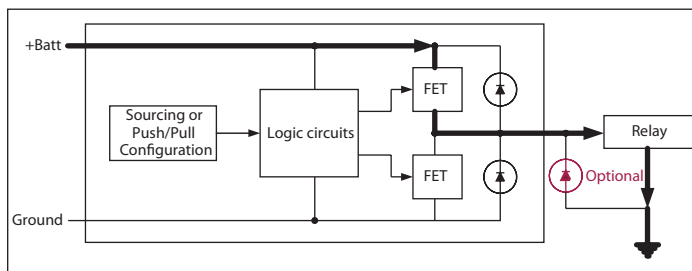 +Batt
FET
Sourcing or
Push/Pull
Configuration
Logic circuits
Relay
FET
Optional
Ground